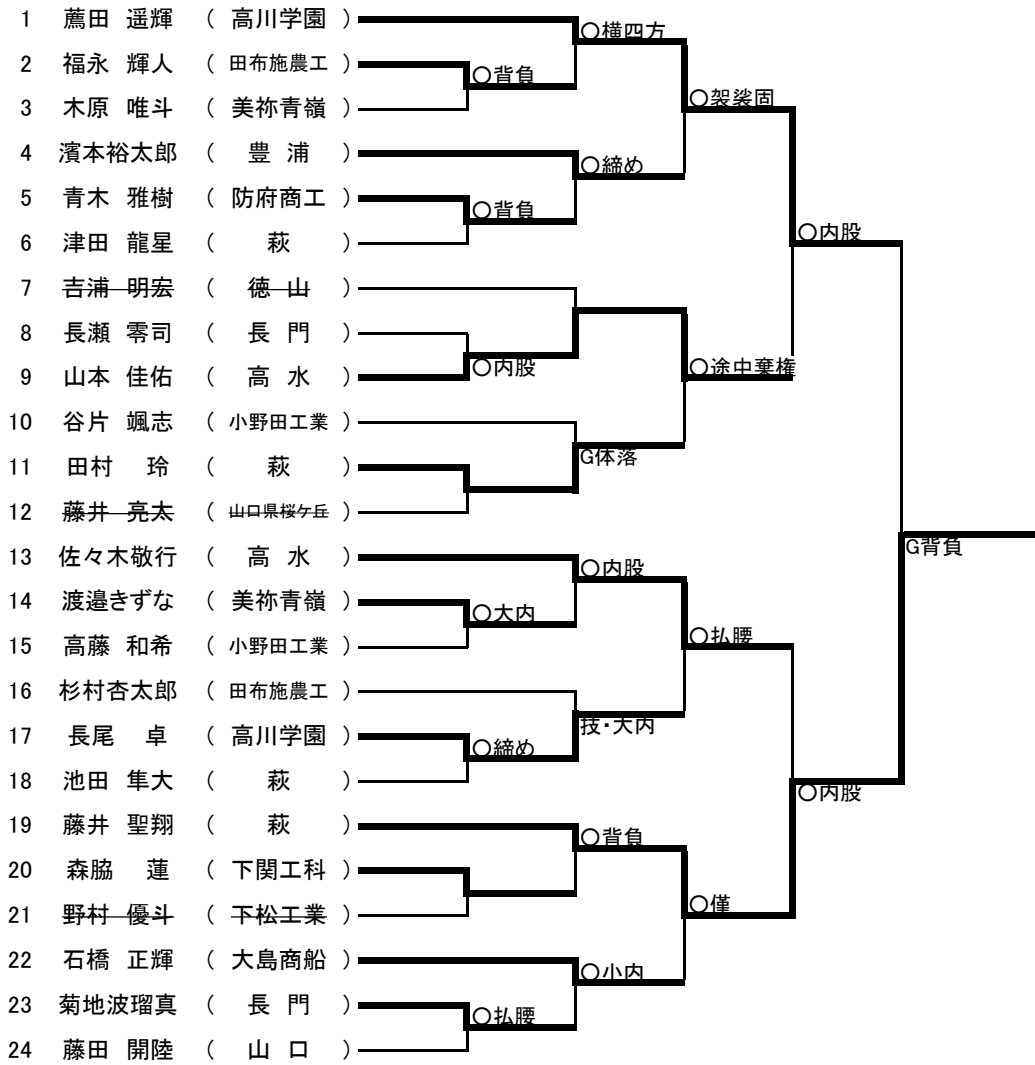 1 薦田 遥輝 （ 高川学園 ）
○横四方
2 福永 輝人 （ 田布施農工 ）
○背負
3 木原 唯斗 （ 美祢青嶺 ）
○袈裟固
4 濱本裕太郎 （ 豊 浦 ）
○締め
5 青木 雅樹 （ 防府商工 ）
○背負
6 津田 龍星 （ 萩 ）
○内股
7 吉浦 明宏 （ 徳 山 ）
8 長瀬 零司 （ 長 門 ）
○内股
○途中棄権
9 山本 佳佑 （ 高 水 ）
10 谷片 颯志 （ 小野田工業 ）
G体落
11 田村 玲 （ 萩 ）
12 藤井 亮太 （ 山口県桜ケ丘 ）
G背負
13 佐々木敬行 （ 高 水 ）
○内股
14 渡邉きずな （ 美祢青嶺 ）
○大内
15 高藤 和希 （ 小野田工業 ）
○払腰
16 杉村杏太郎 （ 田布施農工 ）
技・大内
17 長尾 卓 （ 高川学園 ）
○締め
18 池田 隼大 （ 萩 ）
○内股
19 藤井 聖翔 （ 萩 ）
○背負
20 森脇 蓮 （ 下関工科 ）
○僅
21 野村 優斗 （ 下松工業 ）
22 石橋 正輝 （ 大島商船 ）
○小内
23 菊地波瑠真 （ 長 門 ）
○払腰
24 藤田 開陸 （ 山 口 ）